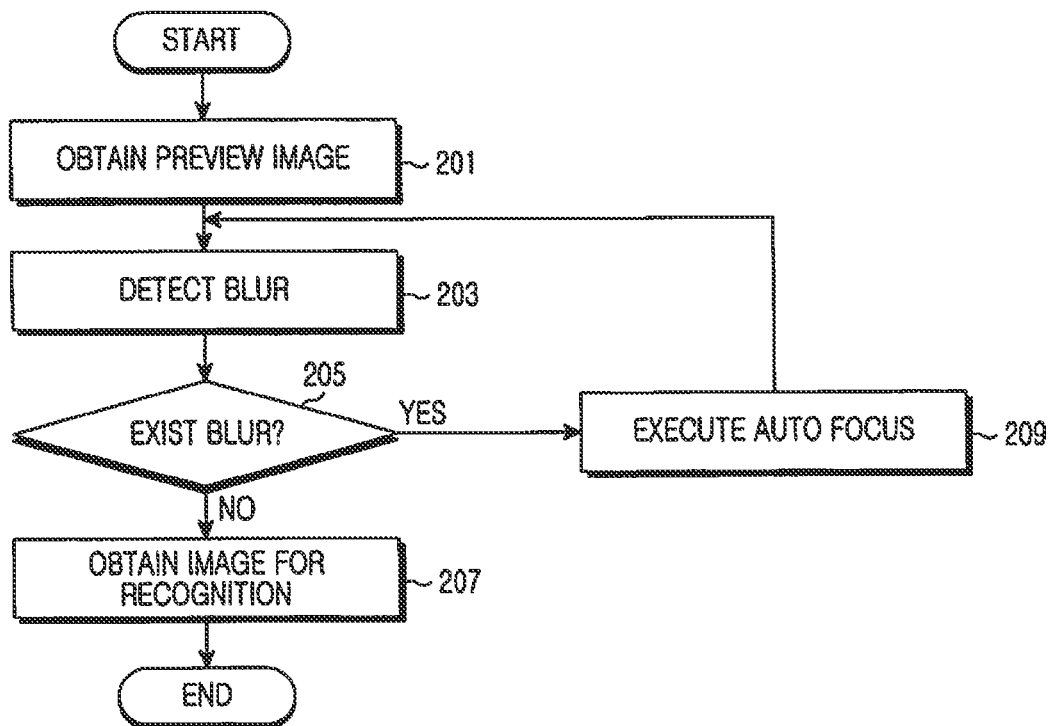 START
OBTAIN PREVIEW IMAGE
201
DETECT BLUR
203
205
EXIST BLUR?
YES
EXECUTE AUTO FOCUS
209
NO
OBTAIN IMAGE FOR
RECOGNITION
207
END